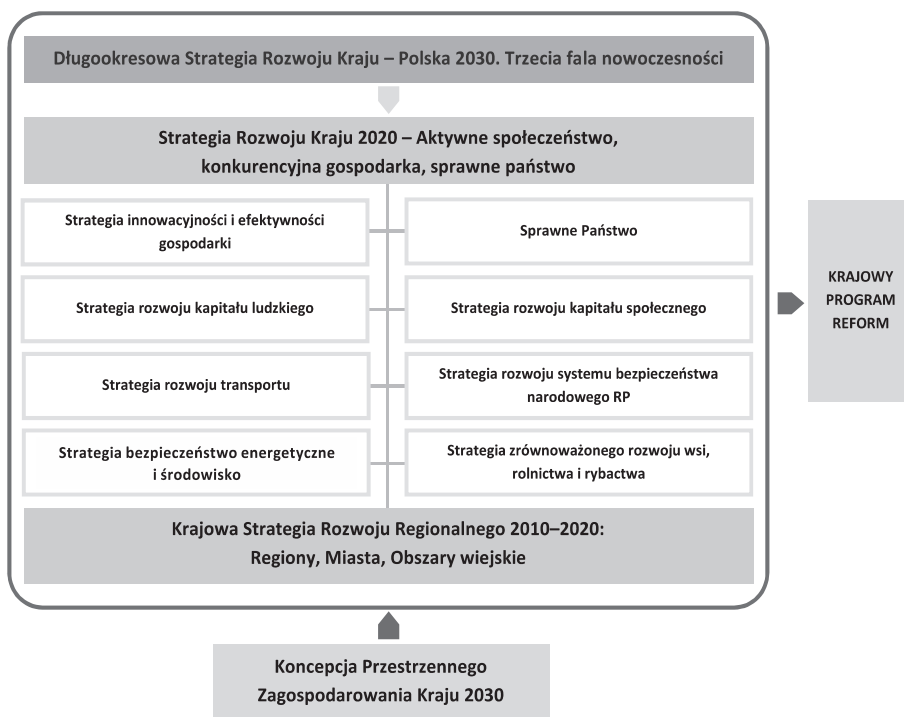 Długookresowa Strategia Rozwoju Kraju – Polska 2030. Trzecia fala nowoczesności
Strategia Rozwoju Kraju 2020 – Aktywne społeczeństwo,
konkurencyjna gospodarka, sprawne państwo
Strategia innowacyjności i efektywności
gospodarki
Sprawne Państwo
Strategia rozwoju kapitału ludzkiego
Strategia rozwoju kapitału społecznego
Strategia rozwoju transportu
Strategia rozwoju systemu bezpieczeństwa
narodowego RP
Strategia bezpieczeństwo energetyczne
i środowisko
Strategia zrównoważonego rozwoju wsi,
rolnictwa i rybactwa
Krajowa Strategia Rozwoju Regionalnego 2010–2020:
Regiony, Miasta, Obszary wiejskie
KRAJOWY
PROGRAM
REFORM
Koncepcja Przestrzennego
Zagospodarowania Kraju 2030